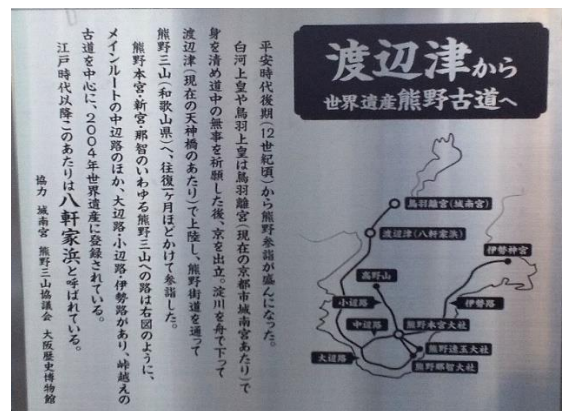 渡辺津から
世界遺産熊野古道へ
平安時代後期(12世紀頃)から熊野参詣が盛んになった。
白河上皇や鳥羽上皇は鳥羽離宮(現在の京都市城南宮あたり)で
身を清め道中の無事を祈願した後、京を出立。淀川を舟で下って
渡辺津(現在の天神橋のあたり)で上陸し、熊野街道を通って
熊野三山(和歌山県)へ、往復一ヶ月ほどかけて参詣した。
熊野本宮・新宮・那智のいわゆる熊野三山への路は右図のように、
メインルートの中辺路のほか、大辺路・小辺路・伊勢路があり、峠越えの
古道を中心に、2004年世界遺産に登録されている。
江戸時代以降このあたりは八軒家浜と呼ばれている。
協力 城南宮 熊野三山協議会 大阪歴史博物館
鳥羽離宮(城南宮)
渡辺津(八軒家浜)
伊勢神宮
高野山
小辺路
伊勢路
中辺路
熊野本宮大社
大辺路
熊野速玉大社
熊野那智大社